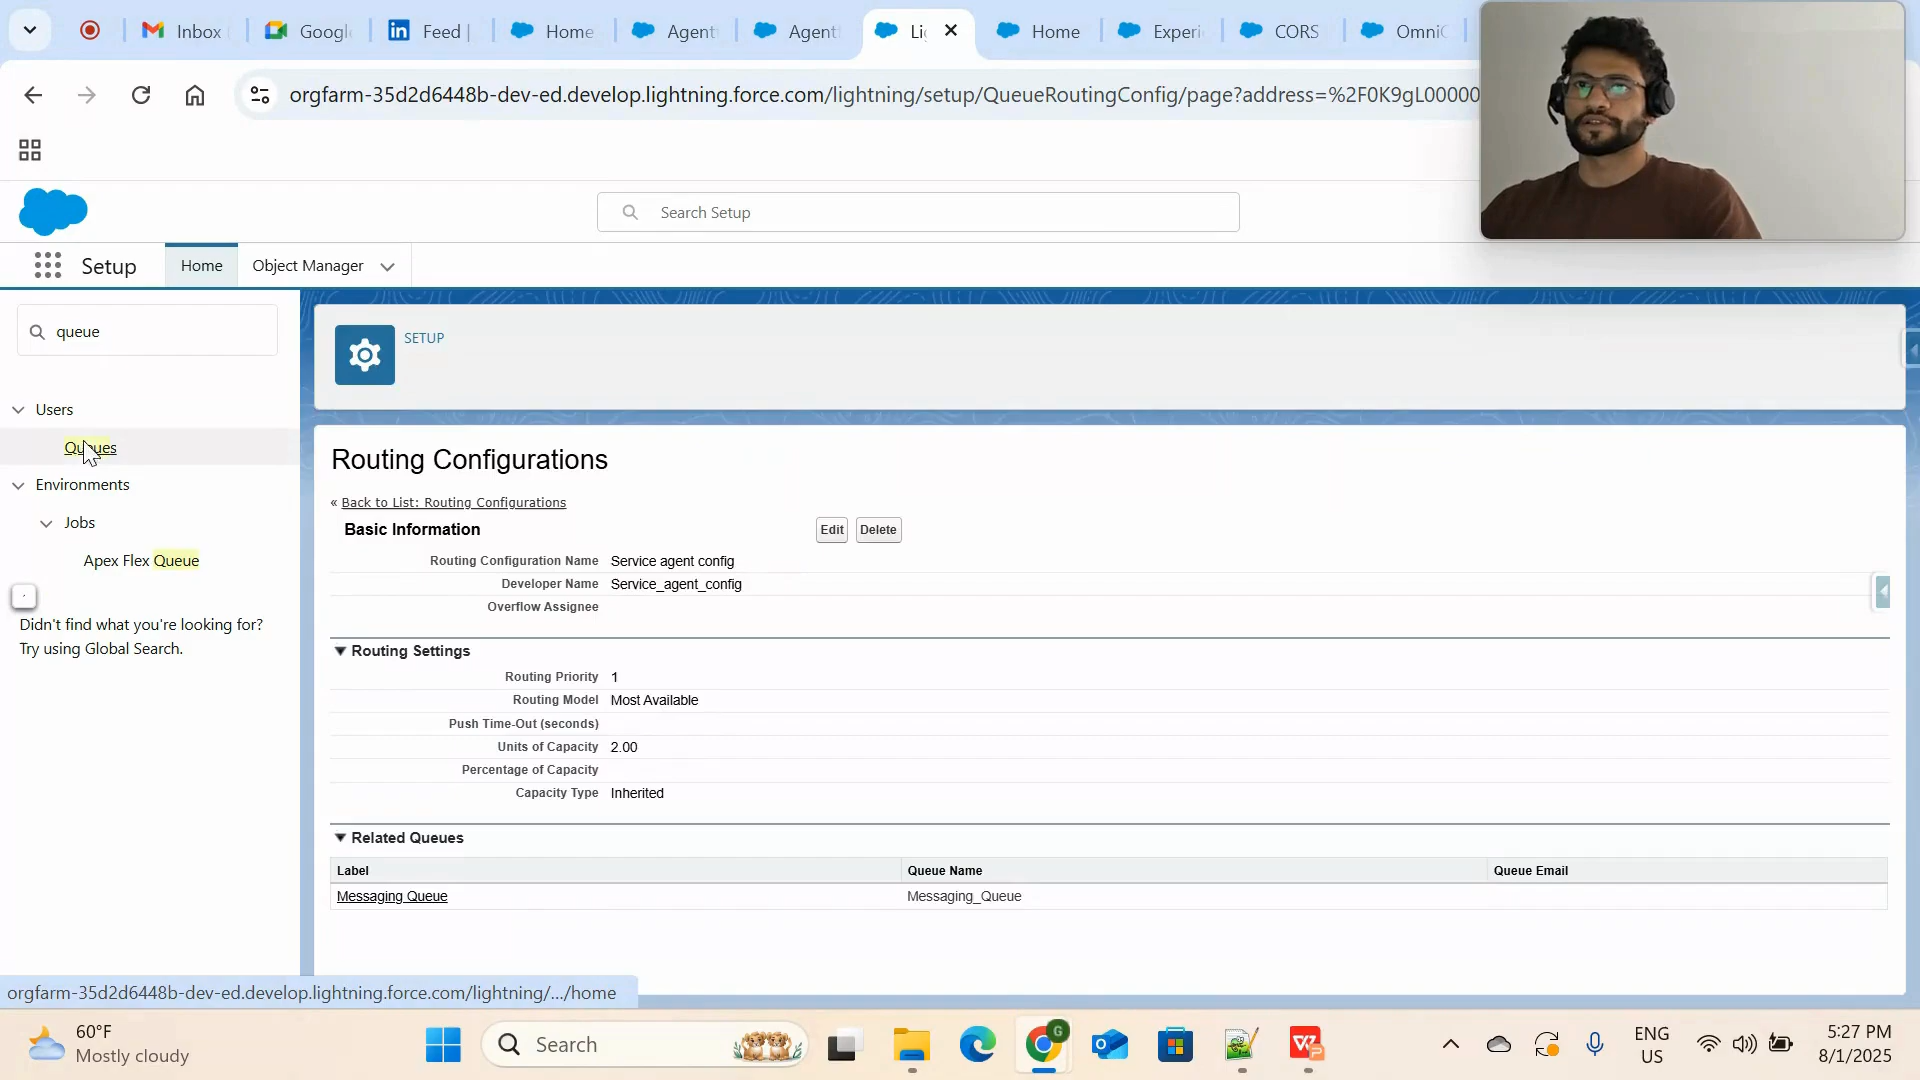 Inbox
Googl
Feed |
Home
Agent
Agent
Li
Home
Experi
CORS
Omni
orgfarm-35d2d6448b-dev-ed.develop.lightning.force.com/lightning/setup/QueueRoutingConfig/page?address=%2F0K9gL00000
Search Setup
Setup
Home
Object Manager
queue
Users
Queues
Environments
Jobs
Apex Flex Queue
Didn't find what you're looking for?
Try using Global Search.
SETUP
Routing Configurations
« Back to List: Routing Configurations
Basic Information
Edit
Delete
Routing Configuration Name Service agent config
Developer Name Service_agent_config
Overflow Assignee
Routing Settings
Routing Priority 1
Routing Model Most Available
Push Time-Out (seconds)
Units of Capacity 2.00
Percentage of Capacity
Capacity Type Inherited
Related Queues
Label Queue Name Queue Email
Messaging Queue Messaging_Queue
orgfarm-35d2d6448b-dev-ed.develop.lightning.force.com/lightning/.../home
60°F
Mostly cloudy
Search
G
ENG
US
5:27 PM
8/1/2025